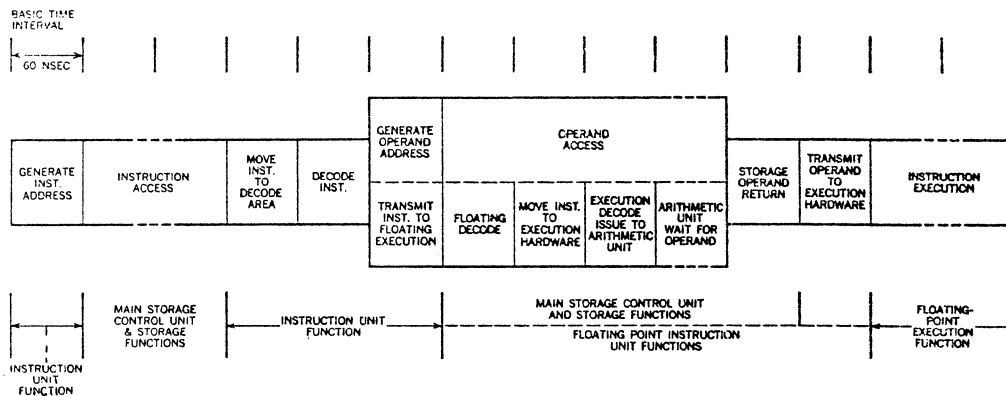 BASIC TIME
INTERVAL
60 NSEC
GENERATE
INST.
ADDRESS
INSTRUCTION
ACCESS
MOVE
INST.
TO
DECODE
AREA
DECODE
INST.
GENERATE
OPERAND
ADDRESS
OPERAND
ACCESS
TRANSMIT
INST. TO
FLOATING
EXECUTION
FLOATING
DECODE
MOVE INST.
TO
EXECUTION
HARDWARE
EXECUTION
DECODE
ISSUE TO
ARITHMETIC
UNIT
ARITHMETIC
UNIT
WAIT FOR
OPERAND
STORAGE
OPERAND
RETURN
TRANSMIT
OPERAND
TO
EXECUTION
HARDWARE
INSTRUCTION
EXECUTION
INSTRUCTION
UNIT
FUNCTION
MAIN STORAGE
CONTROL UNIT
& STORAGE
FUNCTIONS
INSTRUCTION UNIT
FUNCTION
MAIN STORAGE CONTROL UNIT
AND STORAGE FUNCTIONS
FLOATING POINT INSTRUCTION
UNIT FUNCTIONS
FLOATING-
POINT
EXECUTION
FUNCTION